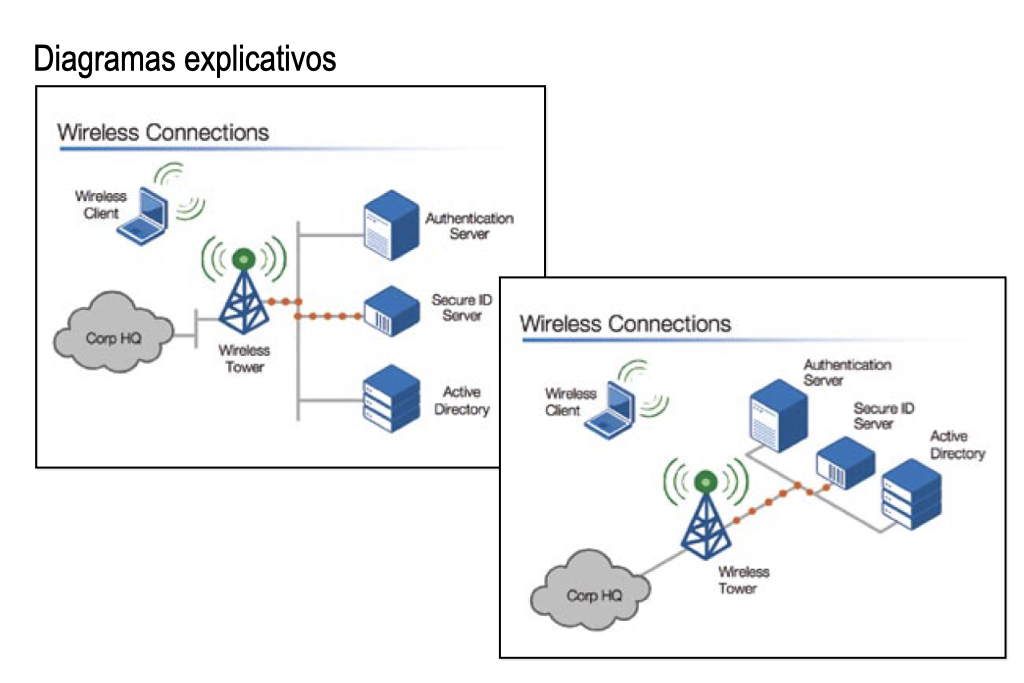 Diagramas explicativos
Wireless Connections
Wireless
Client
Authentication
Server
Secure ID
Server
Corp HQ
Wireless
Tower
Active
Directory
Wireless Connections
Authentication
Server
Wireless
Client
Secure ID
Server
Active
Directory
Wireless
Tower
Corp HQ